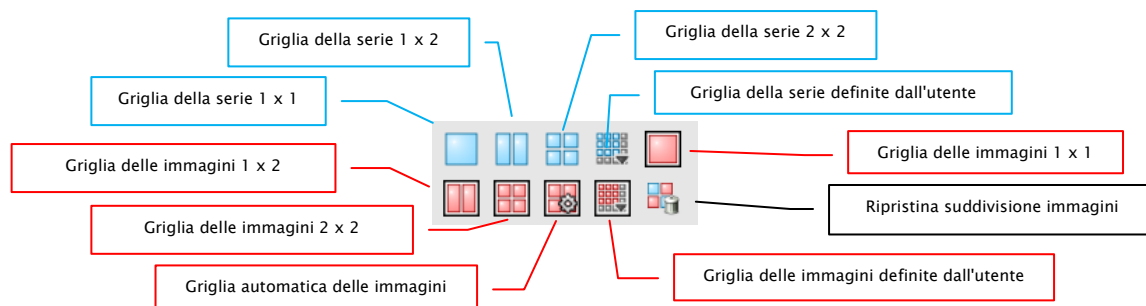 Griglia della serie 1 x 2
Griglia della serie 2 x 2
Griglia della serie 1 x 1
Griglia della serie definite dall'utente
Griglia delle immagini 1 x 2
Griglia delle immagini 1 x 1
Griglia delle immagini 2 x 2
Ripristina suddivisione immagini
Griglia automatica delle immagini
Griglia delle immagini definite dall'utente